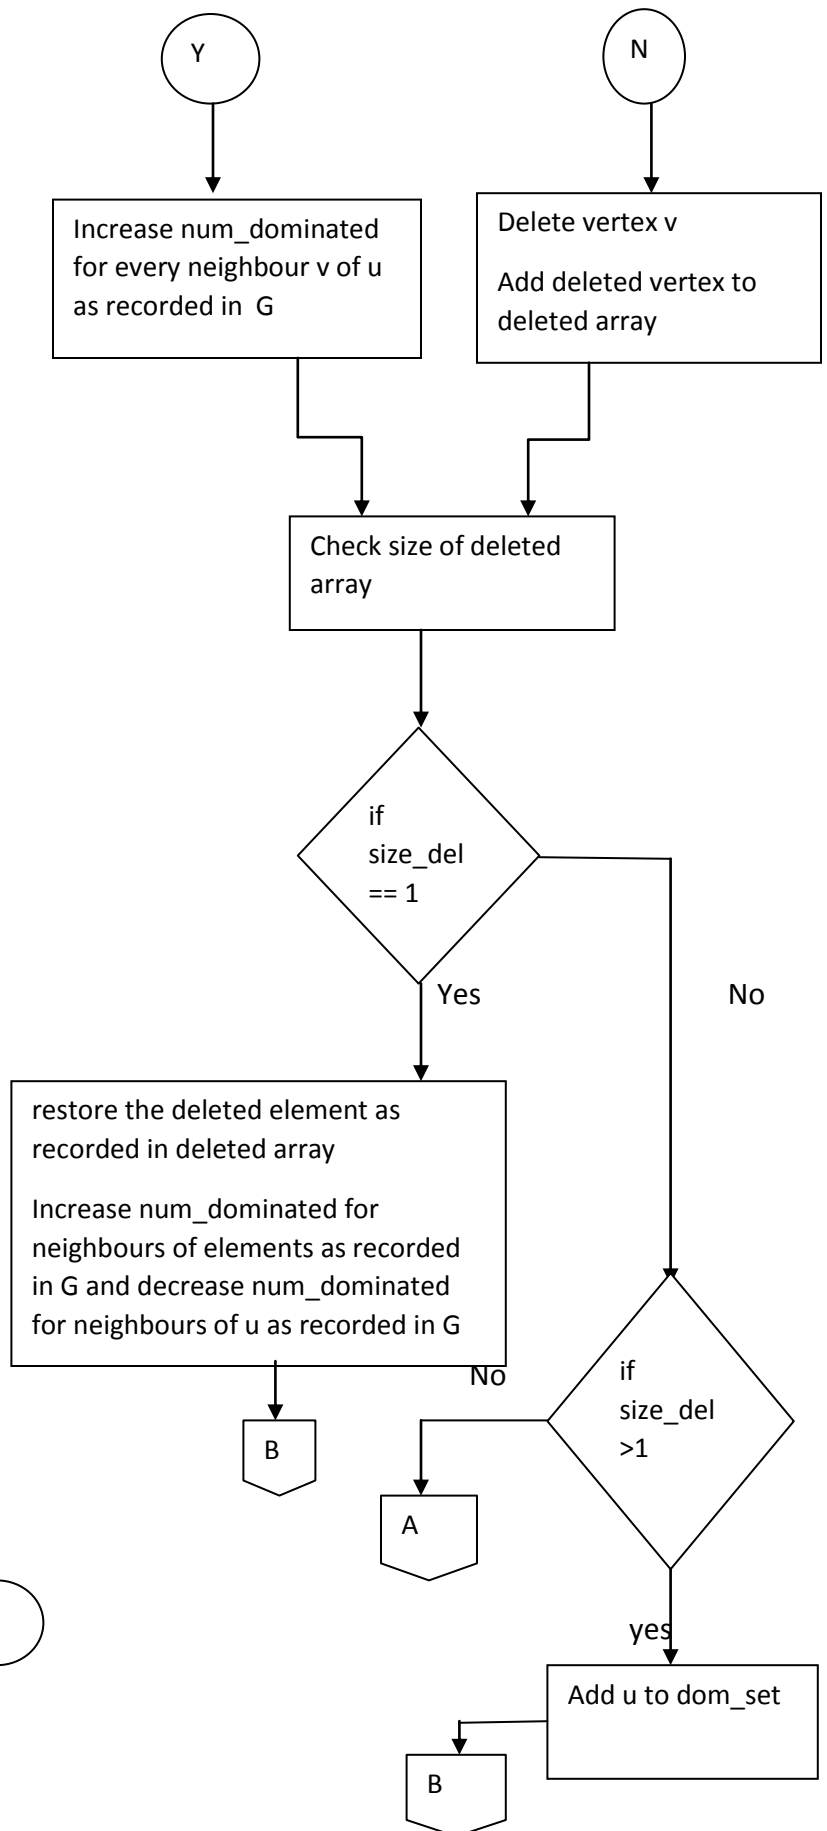 Y
N
Increase num_dominated
for every neighbour v of u
as recorded in G
Delete vertex v
Add deleted vertex to
deleted array
Check size of deleted
array
if
size_del
== 1
Yes
No
restore the deleted element as
recorded in deleted array
Increase num_dominated for
neighbours of elements as recorded
in G and decrease num_dominated
for neighbours of u as recorded in G
No
if
size_del
>1
B
A
yes
Add u to dom_set
B